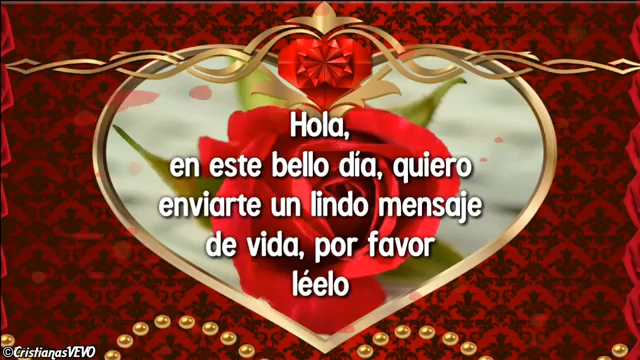 Hola,
en este bello día, quiero
enviarte un lindo mensaje
de vida, por favor
léelo
©CristianasVEVO